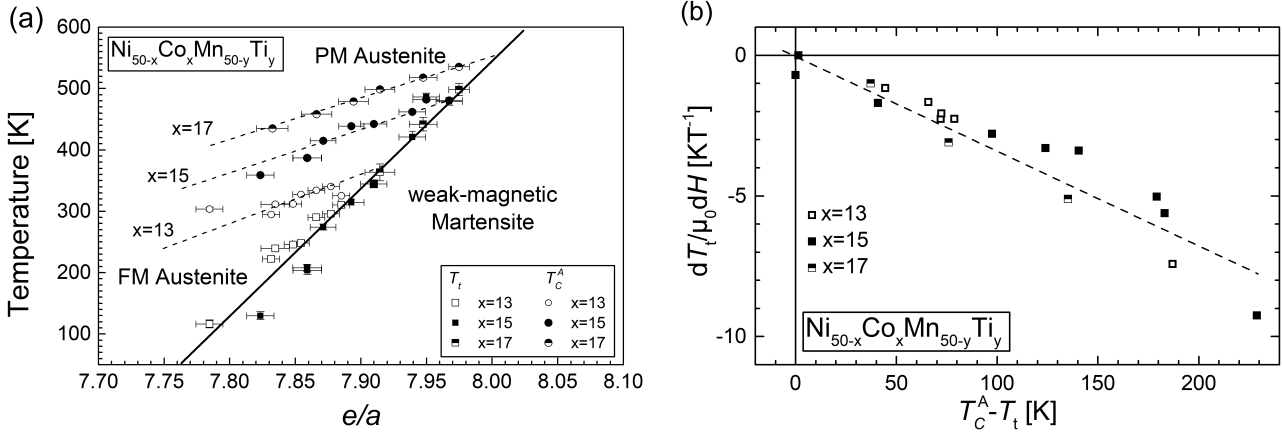 (a)
600
500
400
300
200
100
Temperature [K]
Ni50-xCoxMn50-yTiy
PM Austenite
x=17
x=15
x=13
weak-magnetic
Martensite
FM Austenite
Tt TCA
x=13 x=13
x=15 x=15
x=17 x=17
7.70 7.75 7.80 7.85 7.90 7.95 8.00 8.05 8.10
e/a
(b)
0
-5
-10
dTt/μ0dH [KT-1]
x=13
x=15
x=17
Ni50-xCoxMn50-yTiy
0 50 100 150 200
TCA-Tt [K]